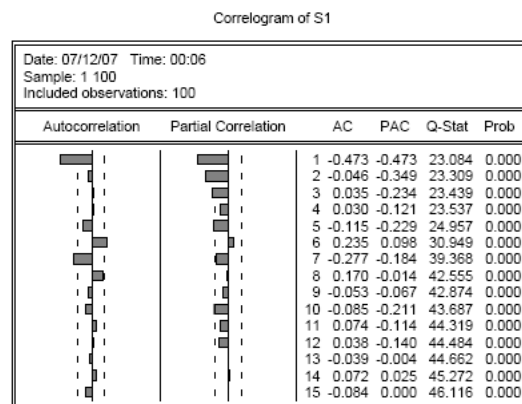 Correlogram of S1
Date: 07/12/07 Time: 00:06
Sample: 1 100
Included observations: 100
Autocorrelation Partial Correlation AC PAC Q-Stat Prob
1 -0.473 -0.473 23.084 0.000
2 -0.046 -0.349 23.309 0.000
3 0.035 -0.234 23.439 0.000
4 0.030 -0.121 23.537 0.000
5 -0.115 -0.229 24.957 0.000
6 0.235 0.098 30.949 0.000
7 -0.277 -0.184 39.368 0.000
8 0.170 -0.014 42.555 0.000
9 -0.053 -0.067 42.874 0.000
10 -0.085 -0.211 43.687 0.000
11 0.074 -0.114 44.319 0.000
12 0.038 -0.140 44.484 0.000
13 -0.039 -0.004 44.662 0.000
14 0.072 0.025 45.272 0.000
15 -0.084 0.000 46.116 0.000